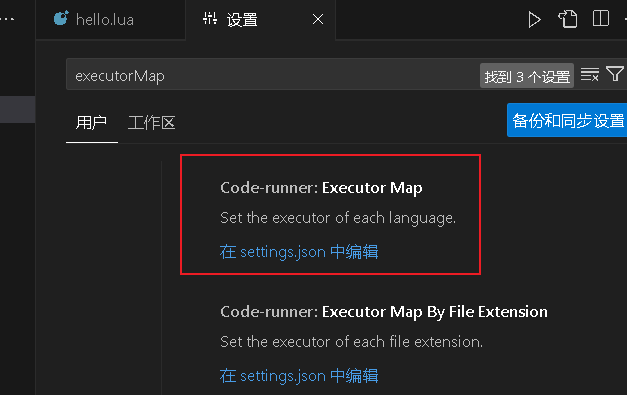 hello.lua
设置
executorMap
找到 3 个设置
用户
工作区
备份和同步设置
Code-runner: Executor Map
Set the executor of each language.
在 settings.json 中编辑
Code-runner: Executor Map By File Extension
Set the executor of each file extension.
在 settings.json 中编辑